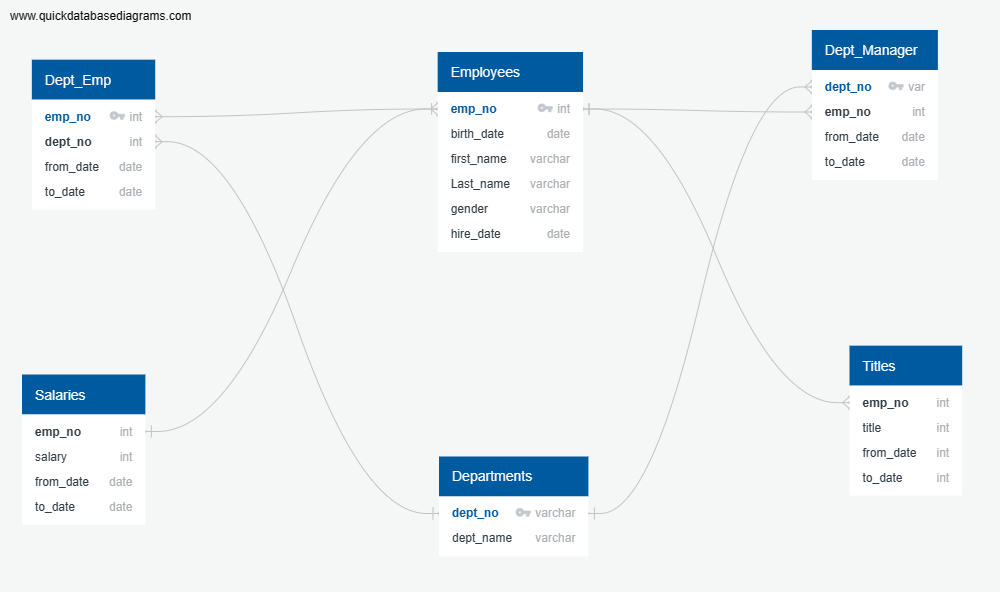 www.quickdatabasediagrams.com
Dept_Emp
emp_no int
dept_no int
from_date date
to_date date
Employees
emp_no int
birth_date date
first_name varchar
Last_name varchar
gender varchar
hire_date date
Dept_Manager
dept_no var
emp_no int
from_date date
to_date date
Salaries
emp_no int
salary int
from_date date
to_date date
Departments
dept_no varchar
dept_name varchar
Titles
emp_no int
title int
from_date int
to_date int